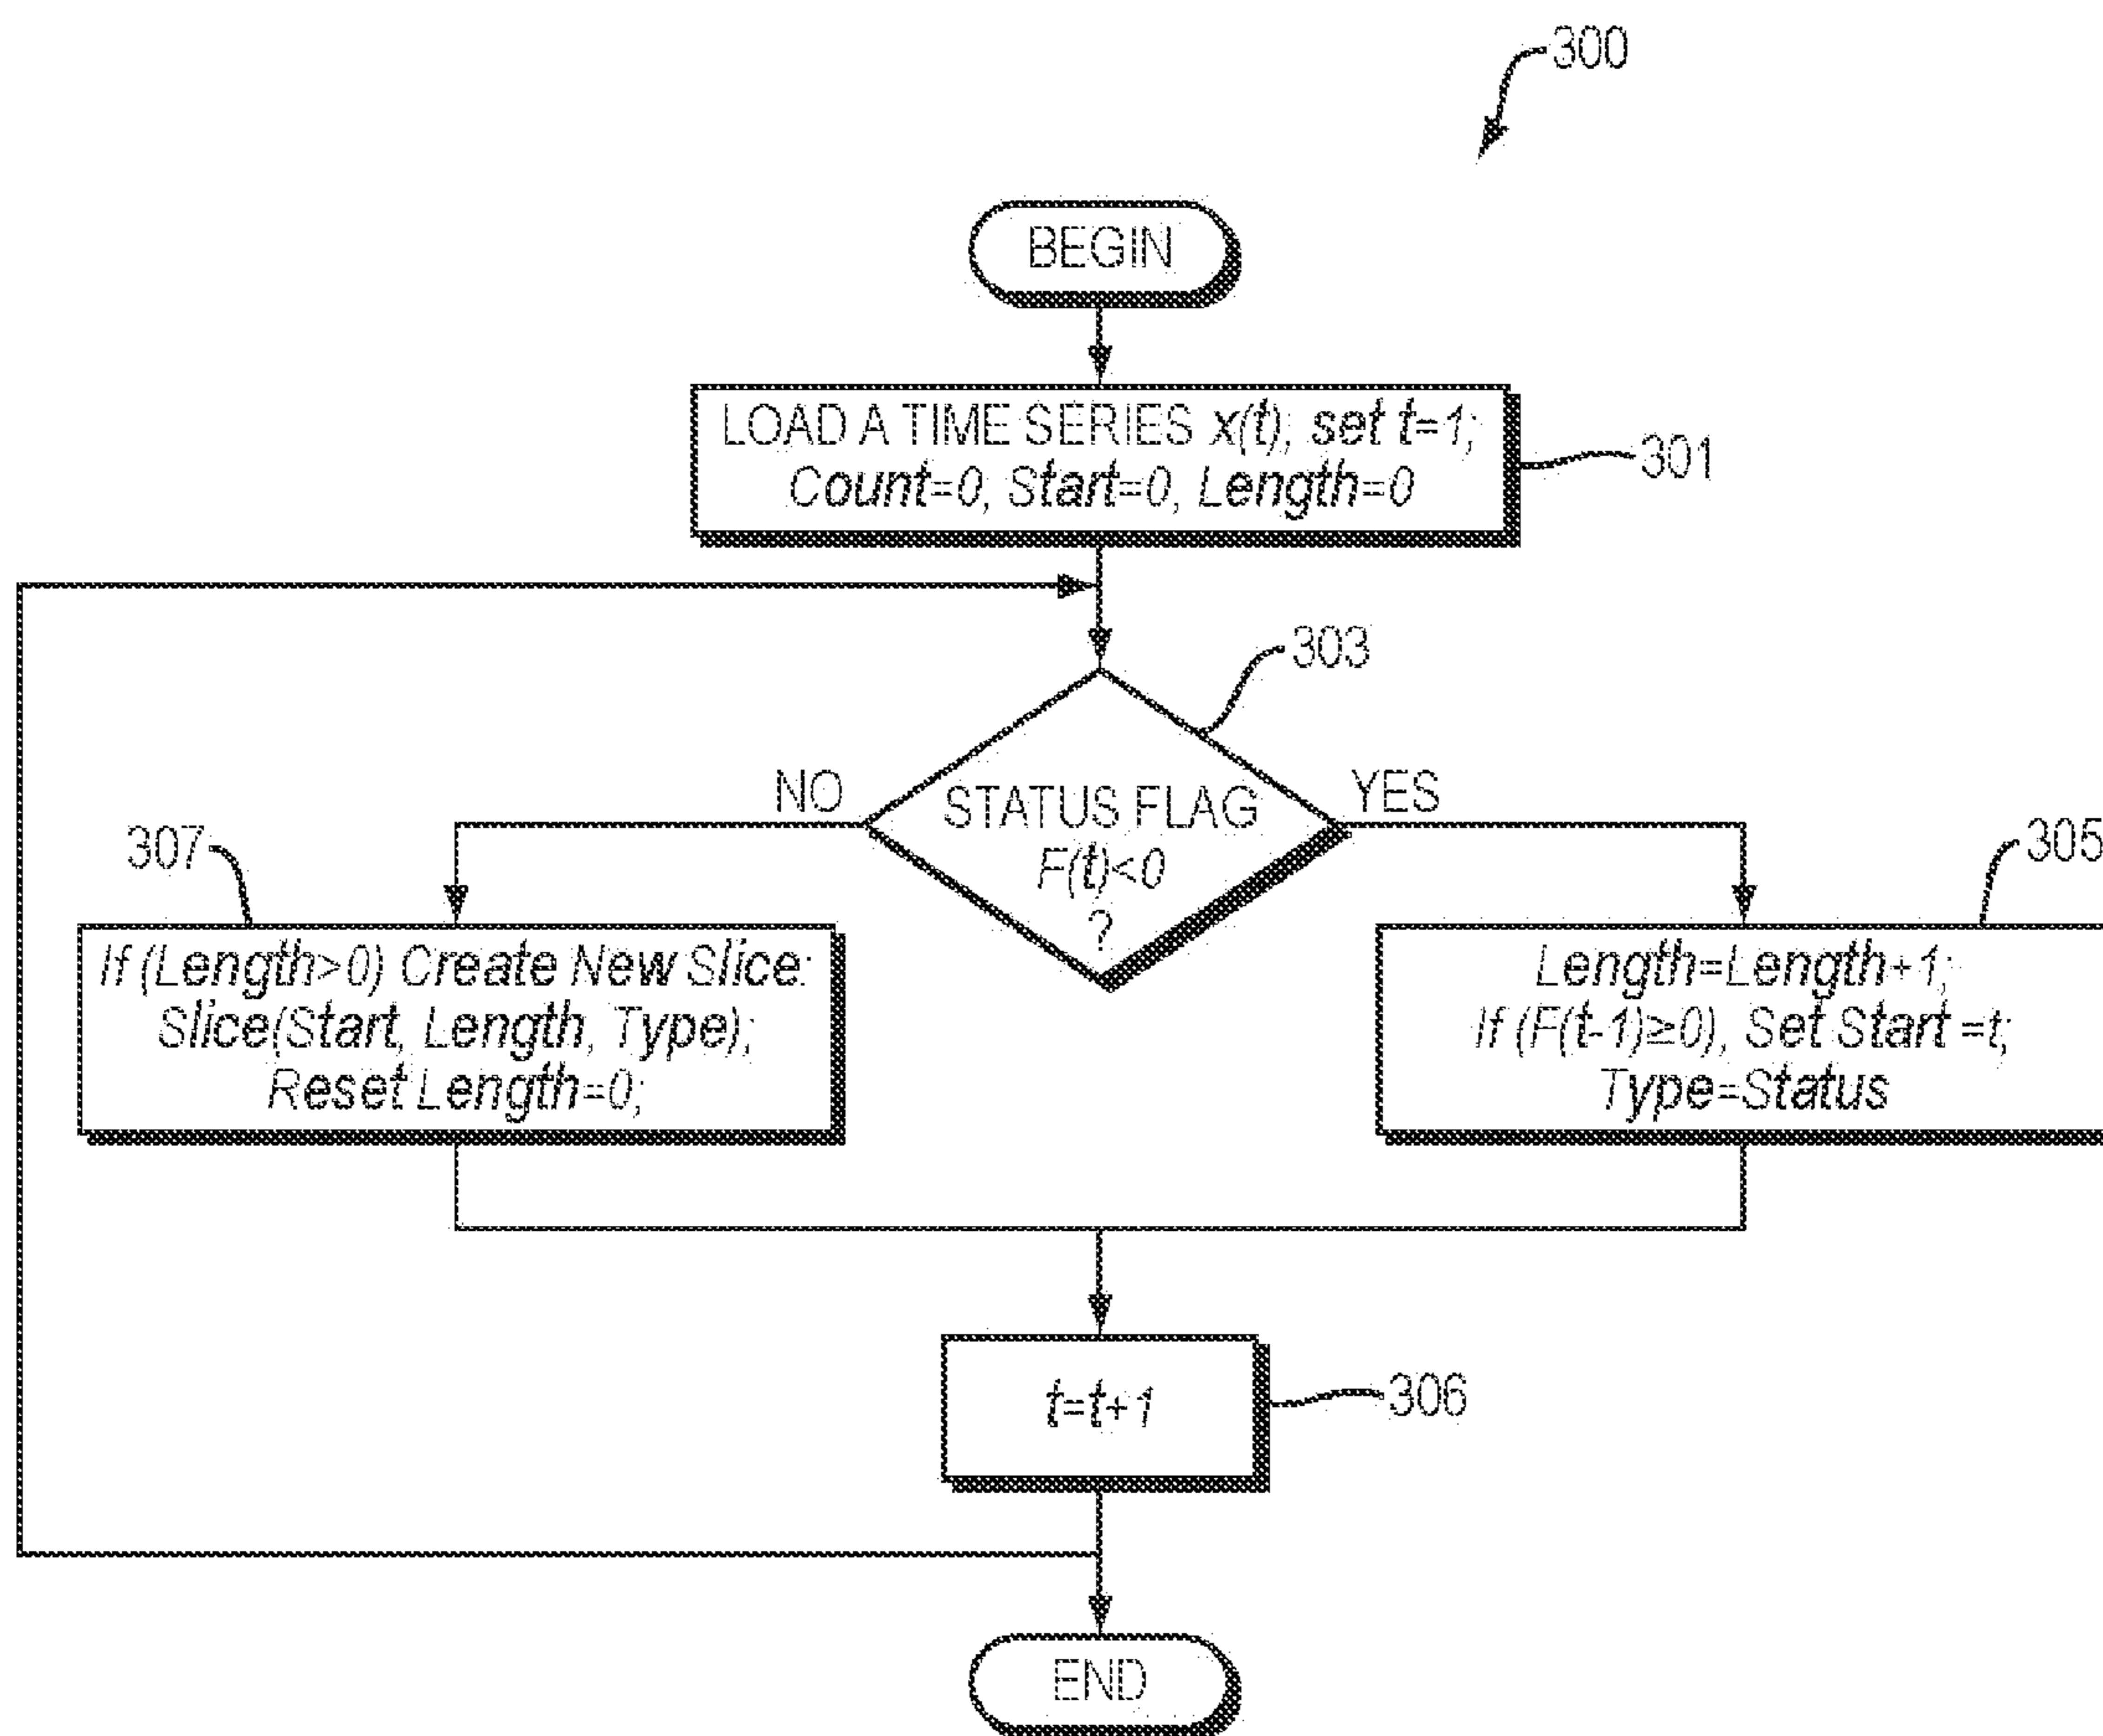 300
BEGIN
LOAD A TIME SERIES x(t), set t=1;
Count=0, Start=0, Length=0
301
303
NO
STATUS FLAG
F(t)<0
?
YES
307
If (Length>0) Create New Slice:
Slice(Start, Length, Type);
Reset Length=0;
305
Length=Length+1;
If (F(t-1)≥0), Set Start =t;
Type=Status
t=t+1
306
END